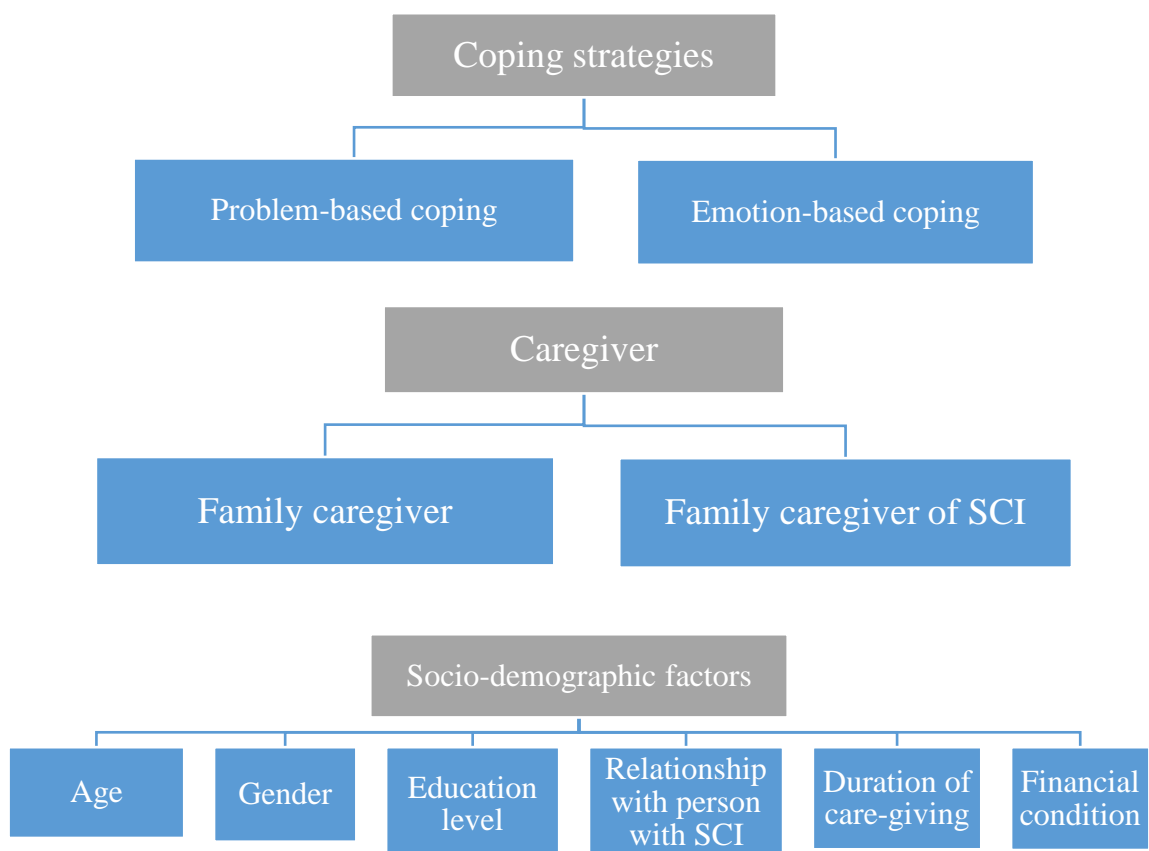 Coping strategies
Problem-based coping
Emotion-based coping
Caregiver
Family caregiver
Family caregiver of SCI
Socio-demographic factors
Age
Gender
Education
level
Relationship
with person
with SCI
Duration of
care-giving
Financial
condition